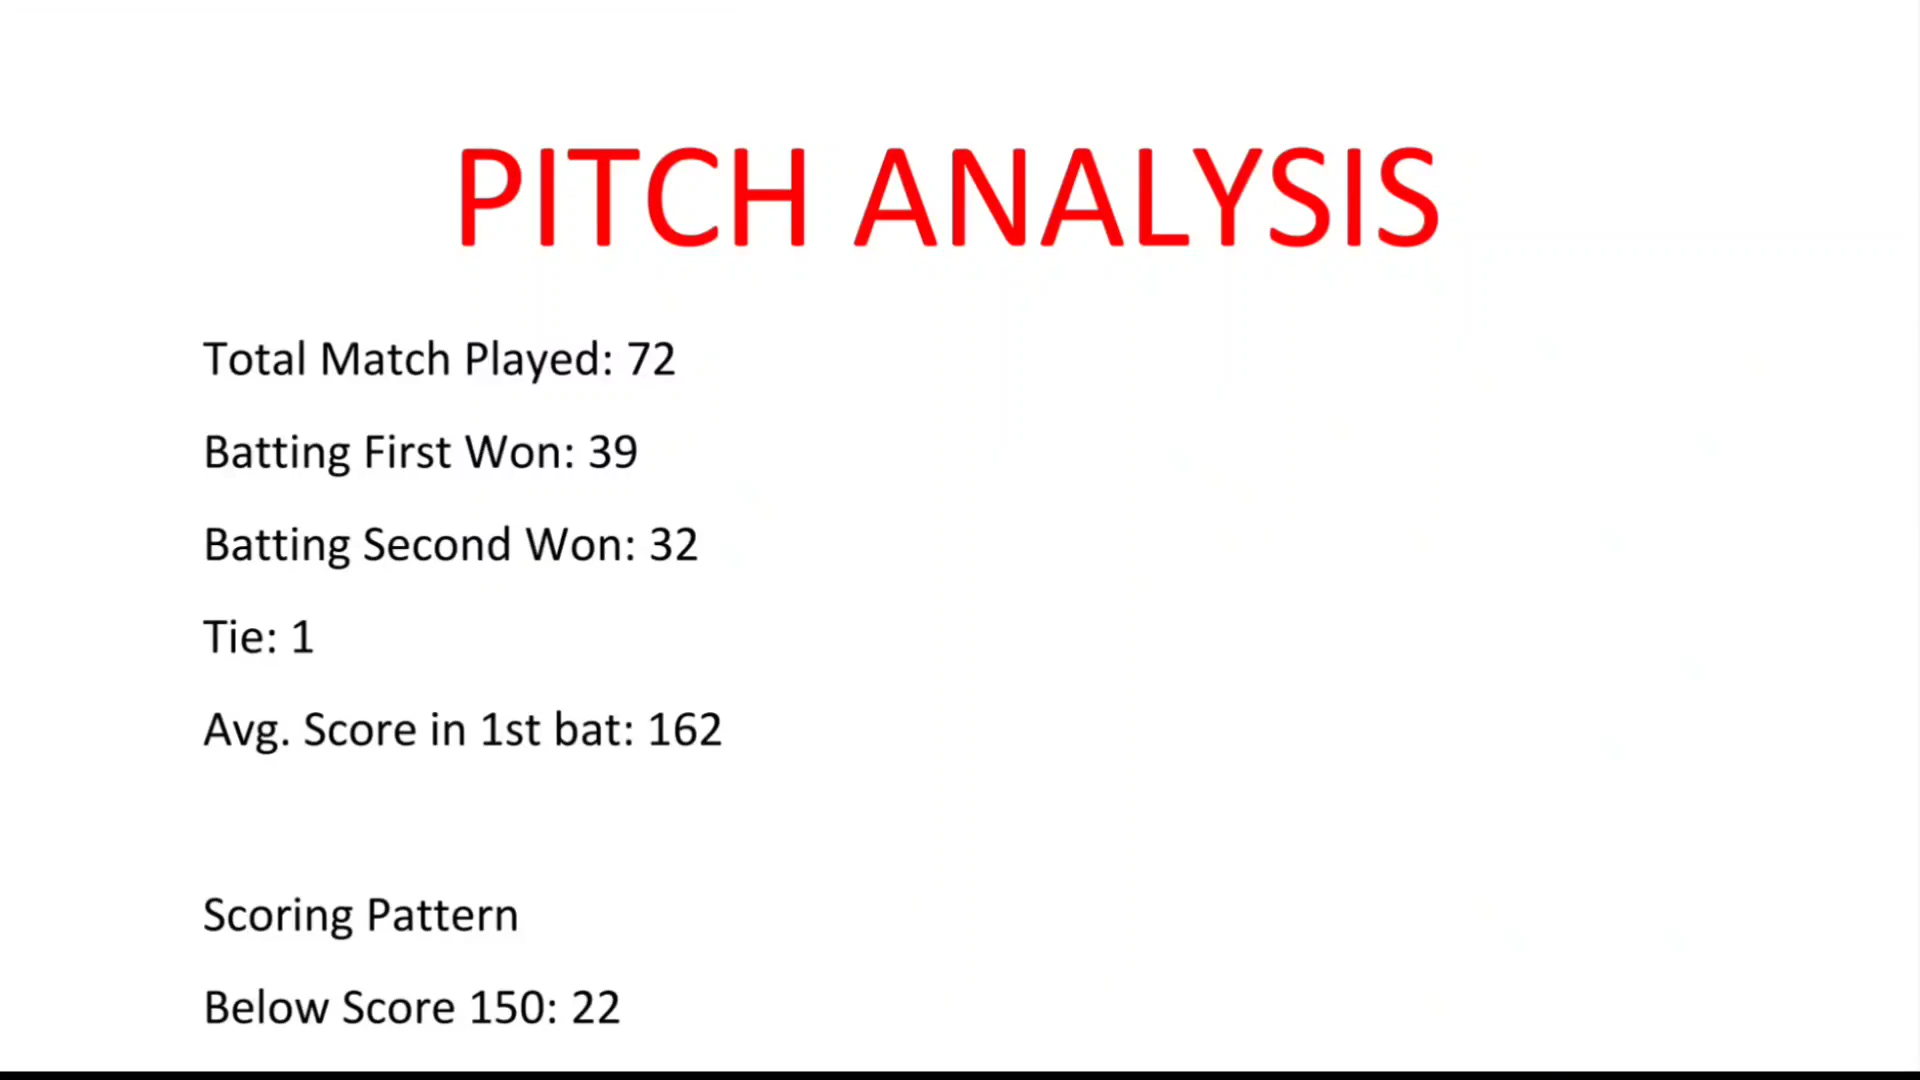 PITCH ANALYSIS
Total Match Played: 72
Batting First Won: 39
Batting Second Won: 32
Tie: 1
Avg. Score in 1st bat: 162
Scoring Pattern
Below Score 150: 22